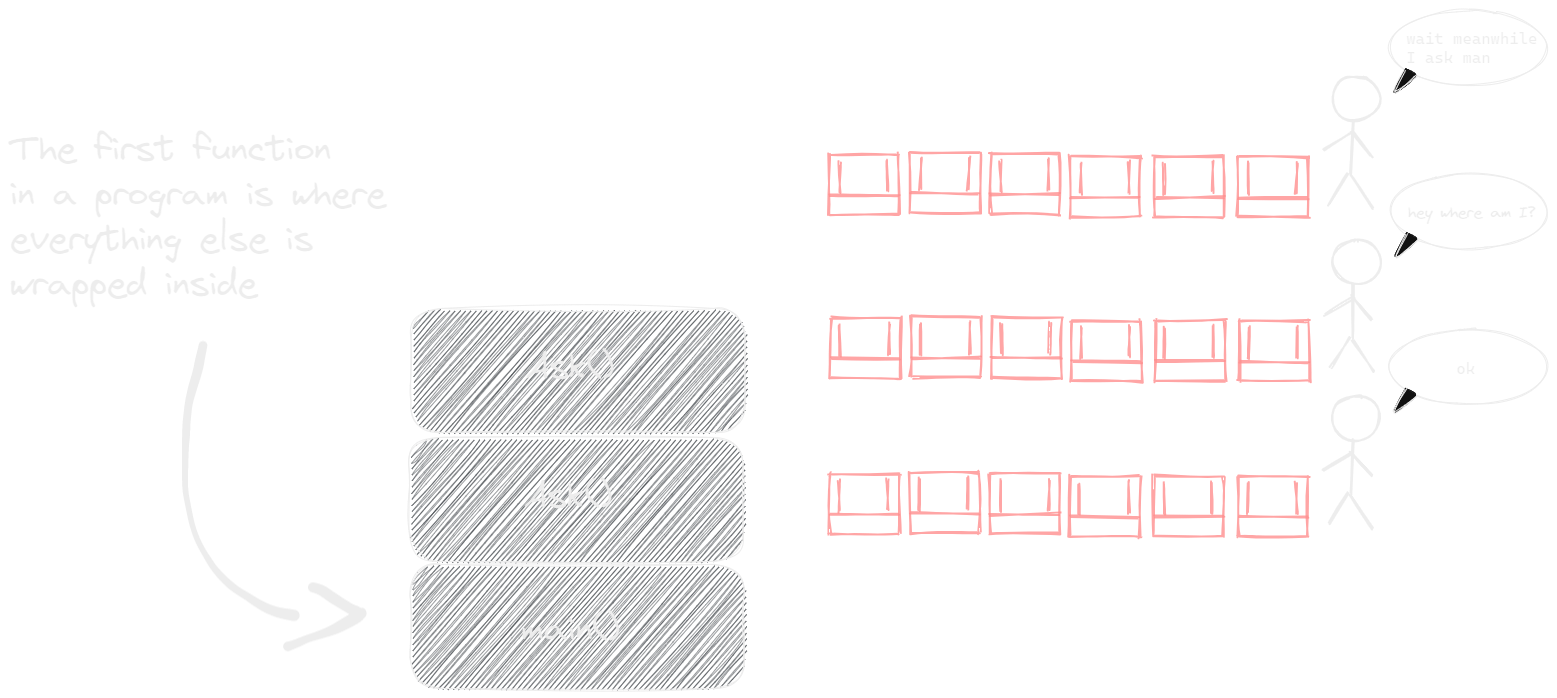 The first function
in a program is where
everything else is
wrapped inside
Ask()
Ask()
main()
wait meanwhile
I ask man
hey where am I?
ok